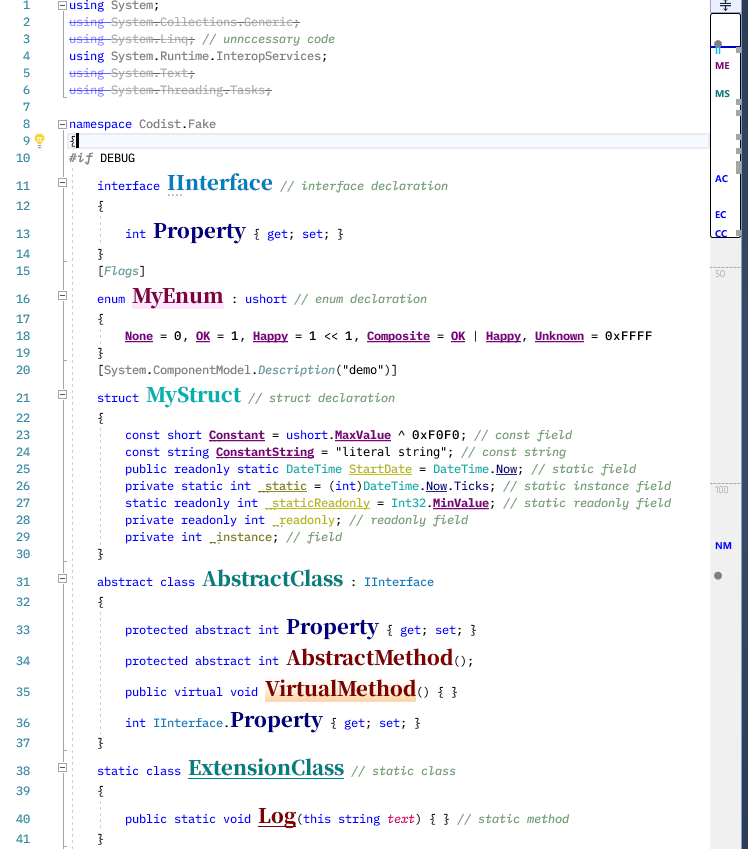 1 using System;
2 using System.Collections.Generic;
3 using System.Linq; // unnccessary code
4 using System.Runtime.InteropServices;
5 using System.Text;
6 using System.Threading.Tasks;
7
8 namespace Codist.Fake
9 {
10 #if DEBUG
11 interface IInterface // interface declaration
12 {
13 int Property { get; set; }
14 }
15 [Flags]
16 enum MyEnum : ushort // enum declaration
17 {
18 None = 0, OK = 1, Happy = 1 << 1, Composite = OK | Happy, Unknown = 0xFFFF
19 }
20 [System.ComponentModel.Description("demo")]
21 struct MyStruct // struct declaration
22 {
23 const short Constant = ushort.MaxValue ^ 0xF0F0; // const field
24 const string ConstantString = "literal string"; // const string
25 public readonly static DateTime StartDate = DateTime.Now; // static field
26 private static int _static = (int)DateTime.Now.Ticks; // static instance field
27 static readonly int _staticReadonly = Int32.MinValue; // static readonly field
28 private readonly int _readonly; // readonly field
29 private int _instance; // field
30 }
31 abstract class AbstractClass : IInterface
32 {
33 protected abstract int Property { get; set; }
34 protected abstract int AbstractMethod();
35 public virtual void VirtualMethod() { }
36 int IInterface.Property { get; set; }
37 }
38 static class ExtensionClass // static class
39 {
40 public static void Log(this string text) { } // static method
41 }
II
ME
MS
AC
EC
CC
50
100
NM